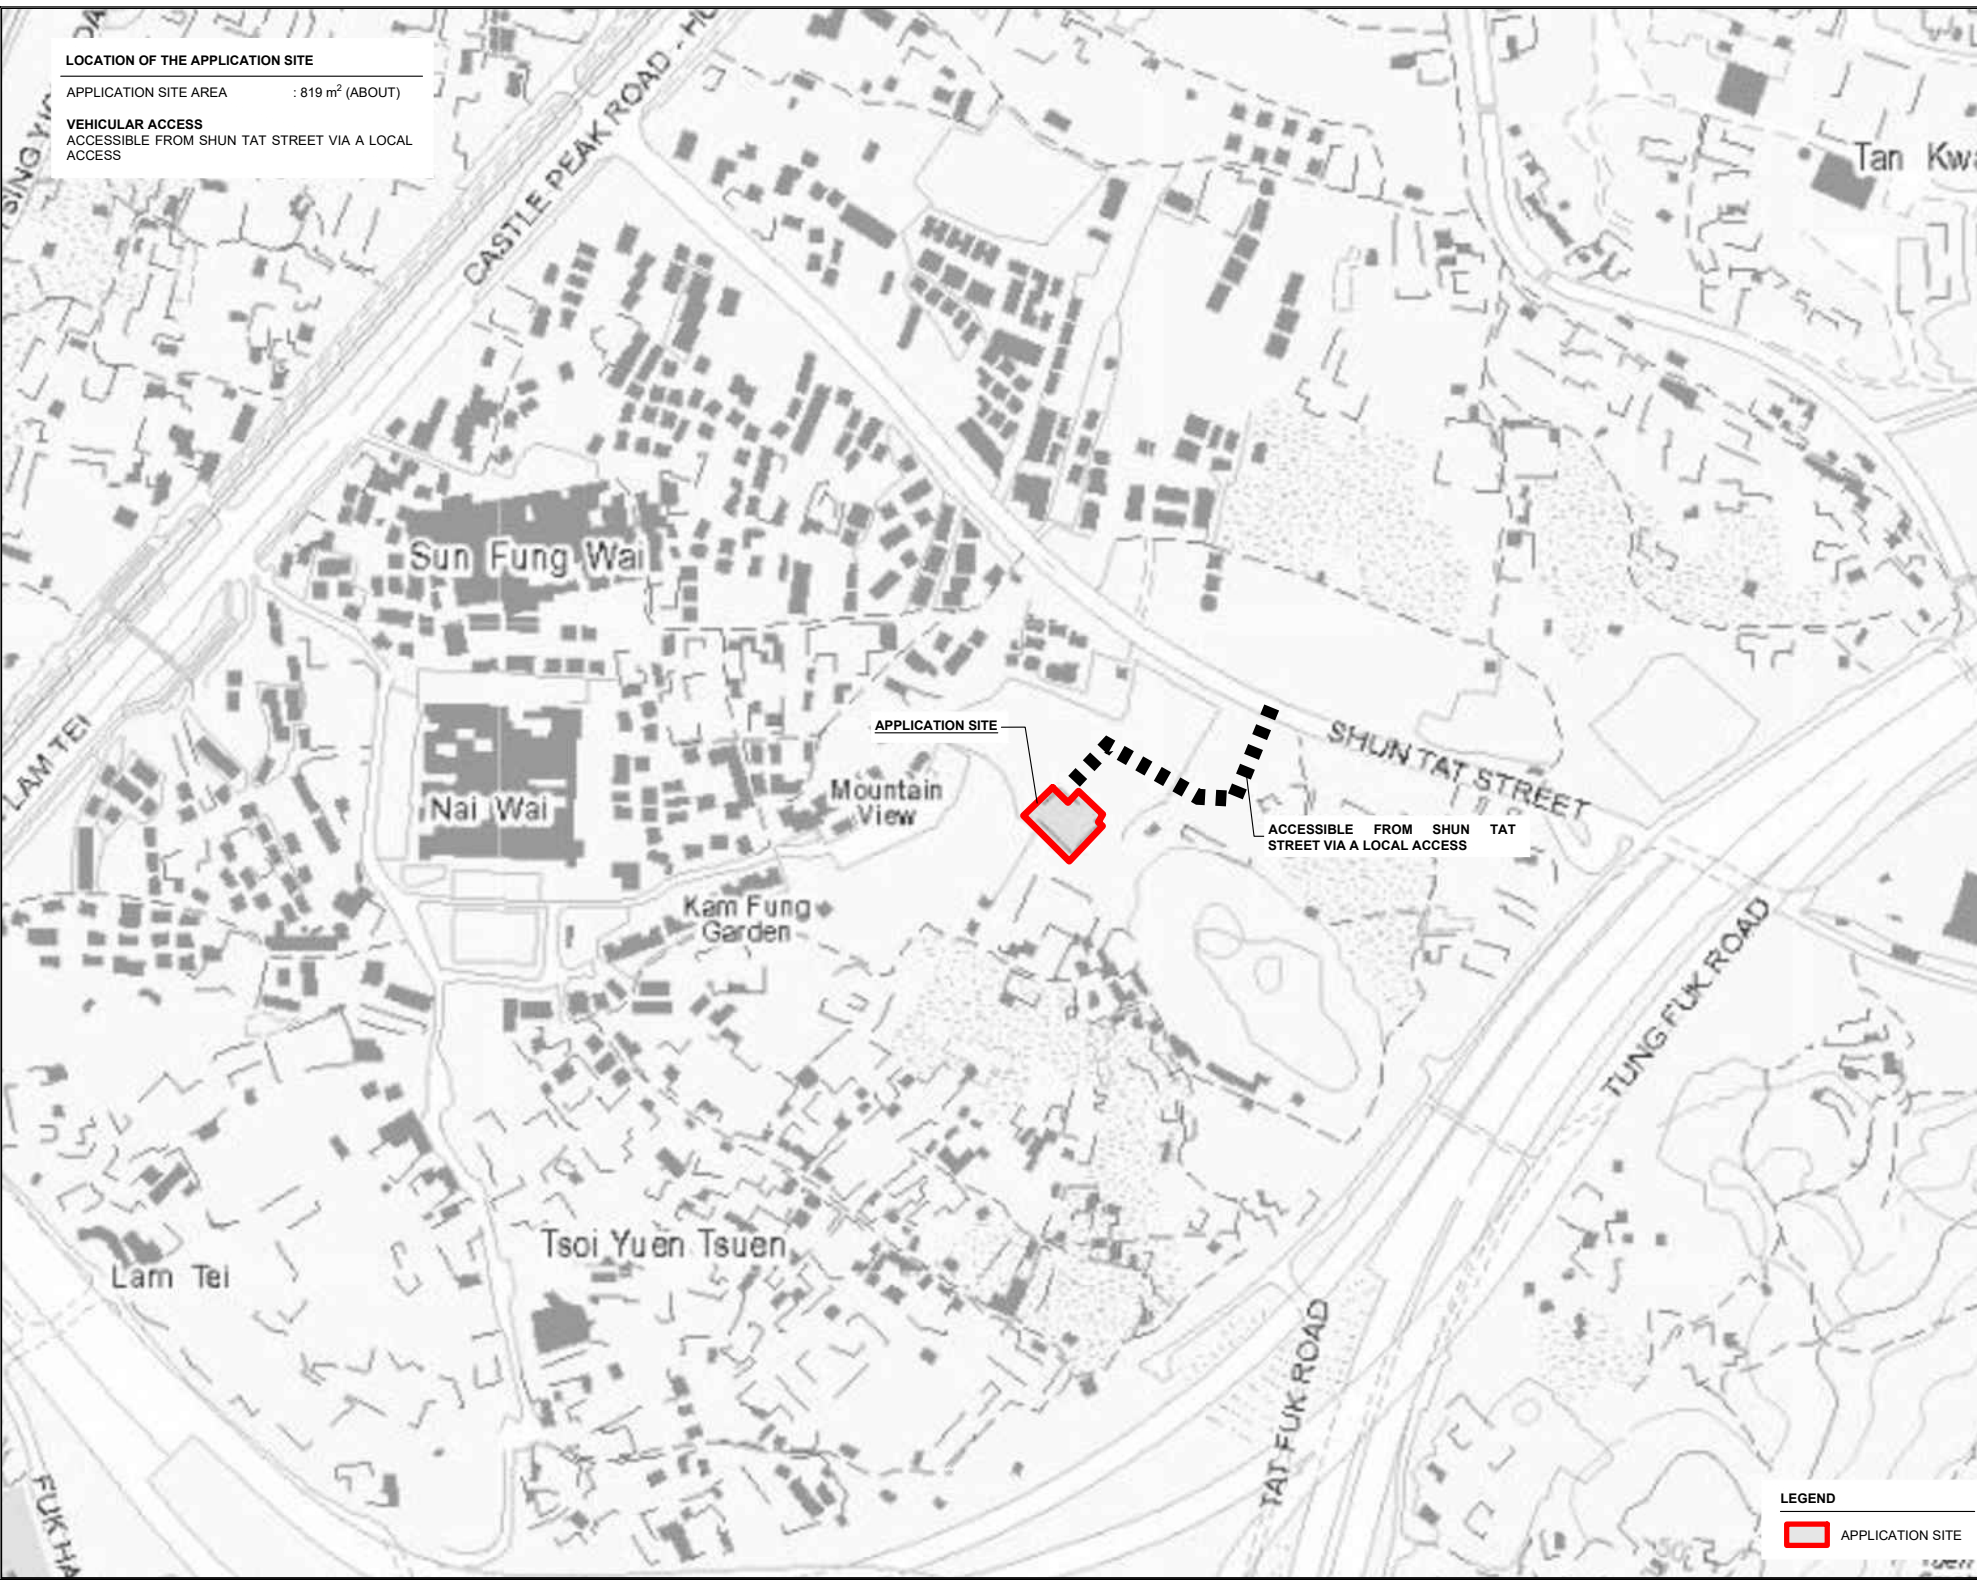 LOCATION OF THE APPLICATION SITE
APPLICATION SITE AREA : 819 m² (ABOUT)
VEHICULAR ACCESS
ACCESSIBLE FROM SHUN TAT STREET VIA A LOCAL
ACCESS
CASTLE PEAK ROAD -
Tan
Sun Fung Wai
LAM TEI
APPLICATION SITE
SHUN TAT STREET
Nai Wai
Mountain
View
ACCESSIBLE FROM SHUN TAT
STREET VIA A LOCAL ACCESS
Kam Fung
Garden
TUNG FUK ROAD
Tsoi Yuen Tsuen
Lam Tei
TAT FUK ROAD
FUK HA
LEGEND
APPLICATION SITE